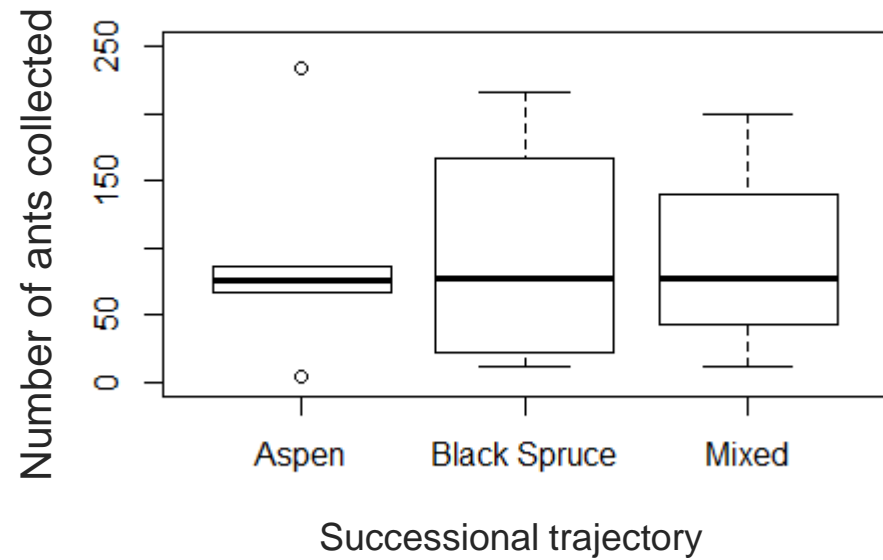 Number of ants collected
250
150
50
0
Aspen
Black Spruce
Mixed
Successional trajectory